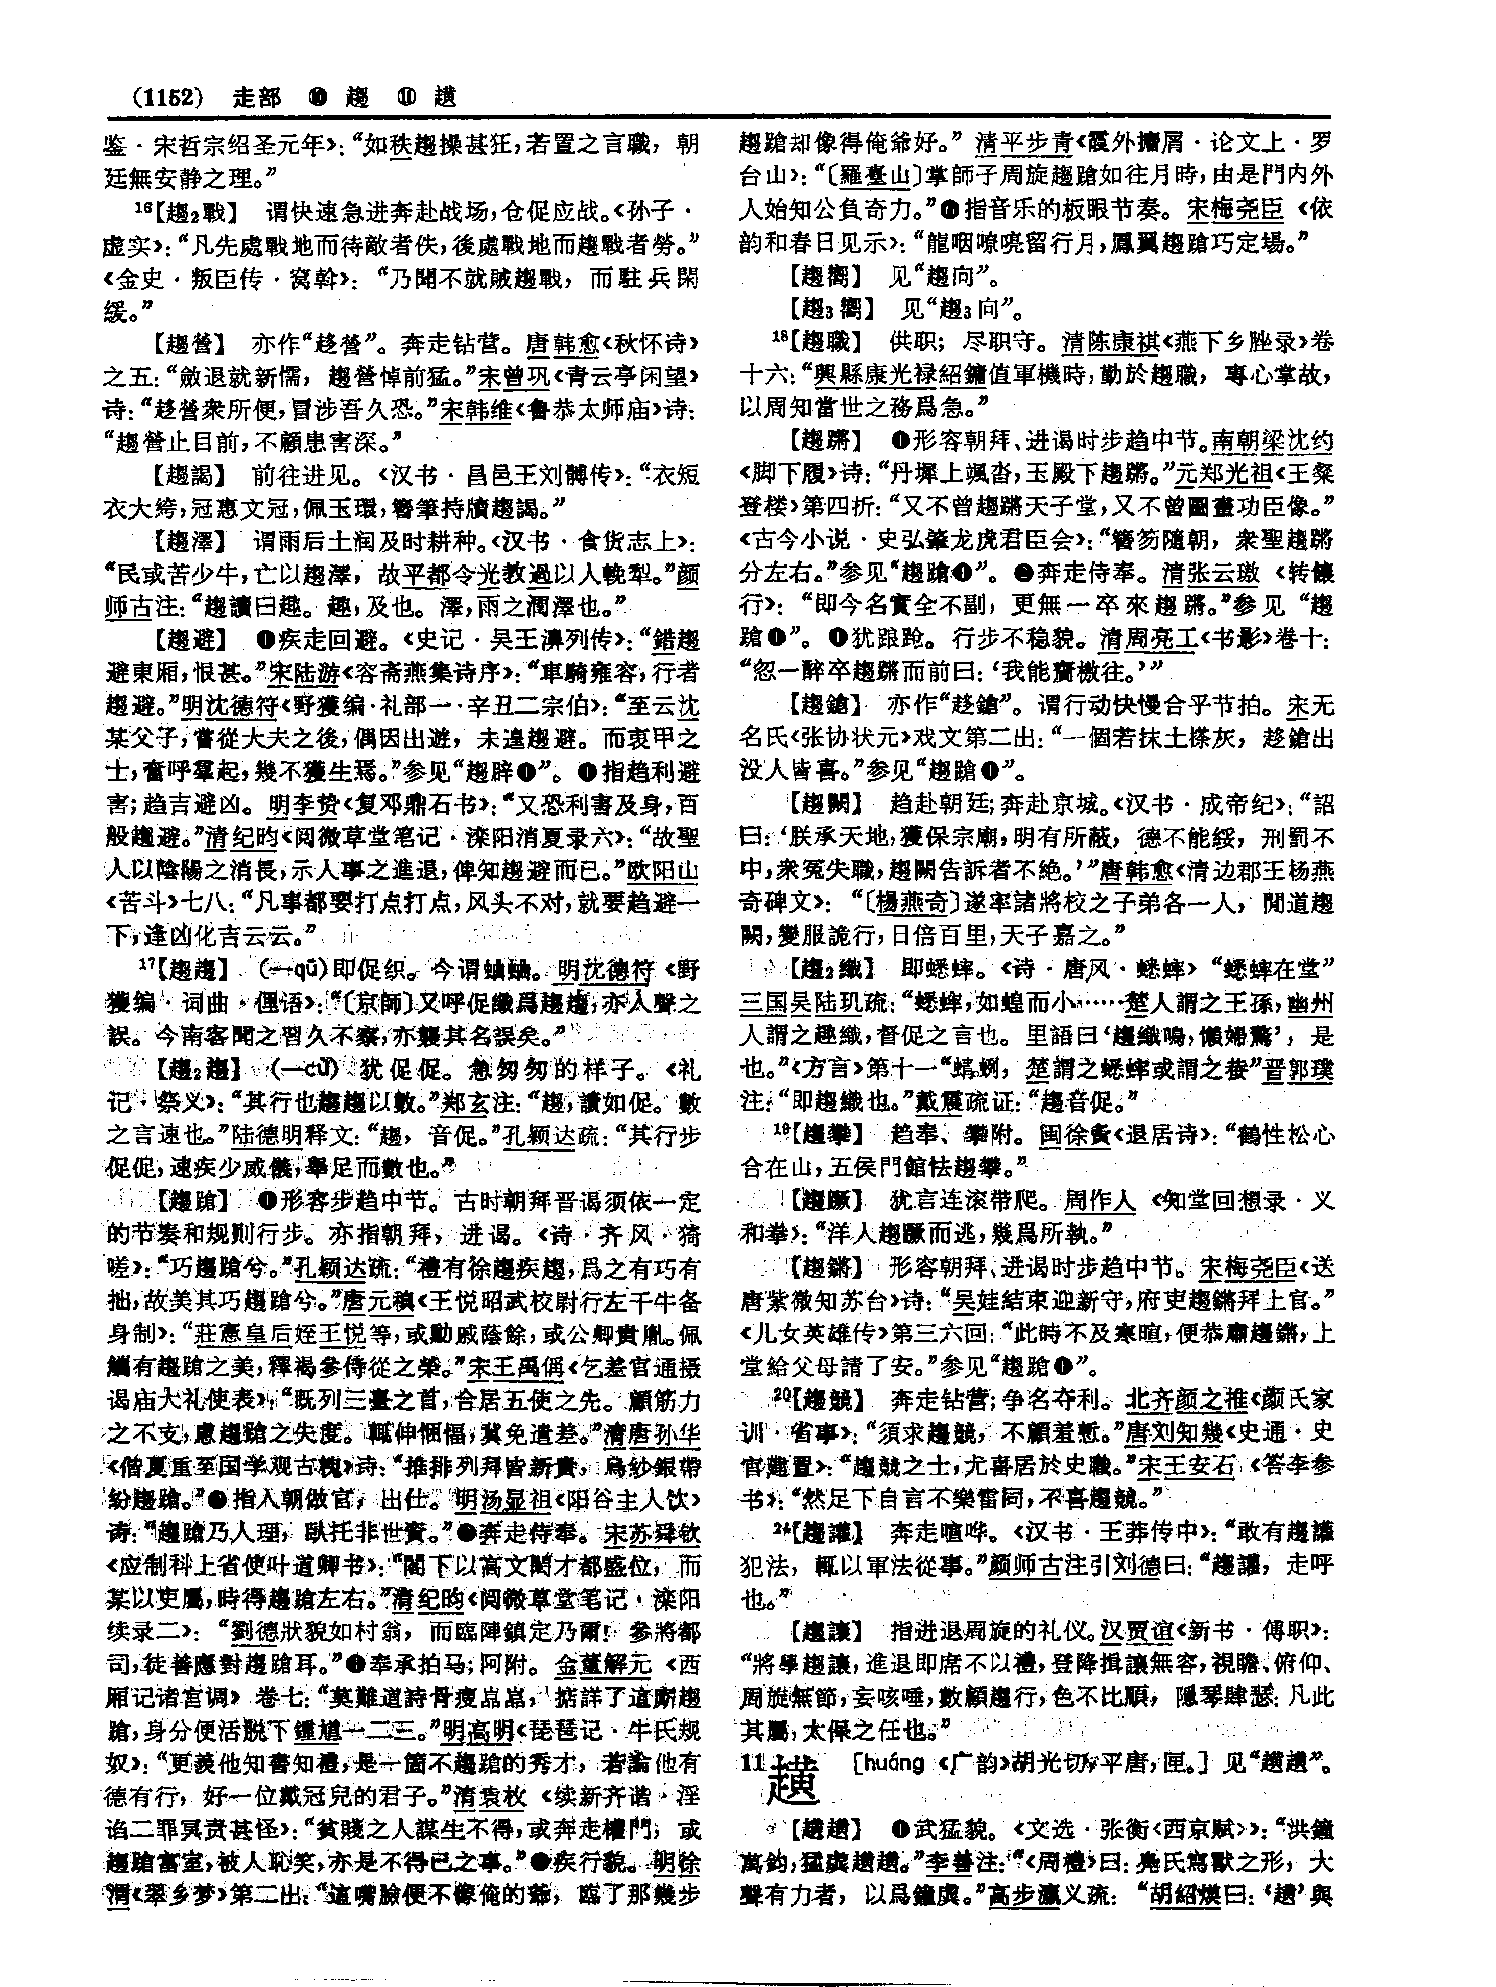 (1152) 走部 ❿ 趨 ⓫ 趪
鉴·宋哲宗绍圣元年》：“如秩趨操甚狂，若置之言職，朝
廷無安静之理。”
16【趨2戰】 谓快速急进奔赴战场，仓促应战。《孙子·
虚实》：“凡先處戰地而待敵者佚，後處戰地而趨戰者勞。”
《金史·叛臣传·窝斡》：“乃聞不就賊趨戰，而駐兵閑
缓。”
【趨營】 亦作“趍營”。奔走钻营。唐韩愈《秋怀诗》
之五：“斂退就新懦，趨營悼前猛。”宋曾巩《青云亭闲望》
诗：“趍營衆所便，冒涉吾久恐。”宋韩维《鲁恭太师庙》诗：
“趨營止目前，不顧患害深。”
【趨謁】 前往进见。《汉书·昌邑王刘髆传》：“衣短
衣大絝，冠惠文冠，佩玉環，簪筆持牘趨謁。”
【趨澤】 谓雨后土润及时耕种。《汉书·食货志上》：
“民或苦少牛，亡以趨澤，故平都令光教過以人輓犁。”颜
师古注：“趨讀曰趣。趣，及也。澤，雨之潤澤也。”
【趨避】 ❶疾走回避。《史记·吴王濞列传》：“錯趨
避東厢，恨甚。”宋陆游《容斋燕集诗序》：“車騎雍容，行者
趨避。”明沈德符《野獲编·礼部一·辛丑二宗伯》：“至云沈
某父子，嘗從大夫之後，偶因出遊，未遑趨避。而衷甲之
士，奮呼羣起，幾不獲生焉。”参见“趨辟❶”。❷指趋利避
害；趋吉避凶。明李贽《复邓鼎石书》：“又恐利害及身，百
般趨避。”清纪昀《阅微草堂笔记·滦阳消夏录六》：“故聖
人以陰陽之消長，示人事之進退，俾知趨避而已。”欧阳山
《苦斗》七八：“凡事都要打点打点，风头不对，就要趋避一
下，逢凶化吉云云。”
17【趨趨】 （一qū）即促织。今谓蛐蛐。明沈德符《野
獲编·词曲·俚语》：“〔京師〕又呼促織爲趨趨，亦入聲之
誤。今南客聞之習久不察，亦襲其名誤矣。”
【趨2趨】 （一cù） 犹促促。急匆匆的样子。《礼
记·祭义》：“其行也趨趨以數。”郑玄注：“趨，讀如促。數
之言速也。”陆德明释文：“趨，音促。”孔颖达疏：“其行步
促促，速疾少威儀，舉足而數也。”
【趨蹌】 ❶形容步趋中节。古时朝拜晋谒须依一定
的节奏和规则行步。亦指朝拜，进谒。《诗·齐风·猗
嗟》：“巧趨蹌兮。”孔颖达疏：“禮有徐趨疾趨，爲之有巧有
拙，故美其巧趨蹌兮。”唐元稹《王悦昭武校尉行左千牛备
身制》：“莊憲皇后姪王悦等，或勳戚蔭餘，或公卿貴胤。佩
觿有趨蹌之美，釋褐參侍從之榮。”宋王禹偁《乞差官通摄
谒庙大礼使表》：“既列三臺之首，合居五使之先。顧筋力
之不支，慮趨蹌之失度。輒伸悃愊，冀免遣差。”清唐孙华
《偕夏重至国学观古槐》诗：“推排列拜皆新貴，烏紗銀帶
紛趨蹌。”❷指入朝做官，出仕。明汤显祖《阳谷主人饮》
诗：“趨蹌乃人理，卧托非世資。”❸奔走侍奉。宋苏舜钦
《应制科上省使叶道卿书》：“閣下以高文閎才都盛位，而
某以吏屬，時得趨蹌左右。”清纪昀《阅微草堂笔记·滦阳
续录二》：“劉德狀貌如村翁，而臨陣鎮定乃爾！參將都
司，徒善應對趨蹌耳。”❹奉承拍马；阿附。金董解元《西
厢记诸宫调》卷七：“莫難道詩骨瘦嵓嵓，掂詳了這廝趨
蹌，身分便活脱下鍾馗一二三。”明高明《琵琶记·牛氏规
奴》：“更羨他知書知禮，是一箇不趨蹌的秀才，若論他有
德有行，好一位戴冠兒的君子。”清袁枚《续新齐谐·淫
谄二罪冥责甚怪》：“貧賤之人謀生不得，或奔走權門，或
趨蹌富室，被人恥笑，亦是不得已之事。”❺疾行貌。明徐
渭《翠乡梦》第二出：“這嘴臉便不像俺的爺，臨了那幾步
趨蹌却像得俺爺好。”清平步青《霞外攟屑·论文上·罗
台山》：“〔羅臺山〕掌師子周旋趨蹌如往月時，由是門内外
人始知公負奇力。”❻指音乐的板眼节奏。宋梅尧臣《依
韵和春日见示》：“龍咽嘹喨留行月，鳳翼趨蹌巧定場。”
【趨嚮】 见“趨向”。
【趨3嚮】 见“趨3向”。
18【趨職】 供职；尽职守。清陈康祺《燕下乡脞录》卷
十六：“興縣康光禄紹鏞值軍機時，勤於趨職，專心掌故，
以周知當世之務爲急。”
【趨蹡】 ❶形容朝拜、进谒时步趋中节。南朝梁沈约
《脚下履》诗：“丹墀上颯沓，玉殿下趨蹡。”元郑光祖《王粲
登楼》第四折：“又不曾趨蹡天子堂，又不曾圖畫功臣像。”
《古今小说·史弘肇龙虎君臣会》：“簪笏隨朝，衆聖趨蹡
分左右。”参见“趨蹌❶”。❷奔走侍奉。清张云璈《转饟
行》：“即今名實全不副，更無一卒來趨蹡。”参见“趨
蹌❸”。❸犹踉跄。行步不稳貌。清周亮工《书影》卷十：
“忽一醉卒趨蹡而前曰：‘我能齎檄往。’”
【趨鎗】 亦作“趍鎗”。谓行动快慢合乎节拍。宋无
名氏《张协状元》戏文第二出：“一個若抹土搽灰，趍鎗出
没人皆喜。”参见“趨蹌❶”。
【趨闕】 趋赴朝廷；奔赴京城。《汉书·成帝纪》：“詔
曰：‘朕承天地，獲保宗廟，明有所蔽，德不能綏，刑罰不
中，衆冤失職，趨闕告訴者不絶。’”唐韩愈《清边郡王杨燕
奇碑文》：“〔楊燕奇〕遂率諸將校之子弟各一人，間道趨
闕，變服詭行，日倍百里，天子嘉之。”
【趨2織】 即蟋蟀。《诗·唐风·蟋蟀》“蟋蟀在堂”
三国吴陆玑疏：“蟋蟀，如蝗而小……楚人謂之王孫，幽州
人謂之趣織，督促之言也。里語曰‘趨織鳴，懶婦驚’，是
也。”《方言》第十一“蜻蛚，楚謂之蟋蟀或謂之蛬”晋郭璞
注：“即趨織也。”戴震疏证：“趨音促。”
19【趨攀】 趋奉、攀附。闽徐夤《退居诗》：“鶴性松心
合在山，五侯門館怯趨攀。”
【趨蹶】 犹言连滚带爬。周作人《知堂回想录·义
和拳》：“洋人趨蹶而逃，幾爲所執。”
【趨鏘】 形容朝拜、进谒时步趋中节。宋梅尧臣《送
唐紫微知苏台》诗：“吴娃結束迎新守，府吏趨鏘拜上官。”
《儿女英雄传》第三六回：“此時不及寒暄，便恭肅趨鏘，上
堂給父母請了安。”参见“趨蹌❶”。
20【趨競】 奔走钻营；争名夺利。北齐颜之推《颜氏家
训·省事》：“須求趨競，不顧羞慙。”唐刘知幾《史通·史
官建置》：“趨競之士，尤喜居於史職。”宋王安石《答李参
书》：“然足下自言不樂雷同，不喜趨競。”
21【趨讙】 奔走喧哗。《汉书·王莽传中》：“敢有趨讙
犯法，輒以軍法從事。”颜师古注引刘德曰：“趨讙，走呼
也。”
【趨讓】 指进退周旋的礼仪。汉贾谊《新书·傅职》：
“將學趨讓，進退即席不以禮，登降揖讓無容，視瞻、俯仰、
周旋無節，妄咳唾，數顧趨行，色不比順，隱琴肆瑟：凡此
其屬，太保之任也。”
11 趪 [huáng 《广韵》胡光切，平唐，匣。] 见“趪趪”。
【趪趪】 ❶武猛貌。《文选·张衡〈西京赋〉》：“洪鐘
萬鈞，猛虡趪趪。”李善注：“《周禮》曰：鳧氏寫獸之形，大
聲有力者，以爲鐘虡。”高步瀛义疏：“胡紹煐曰：‘趪’與